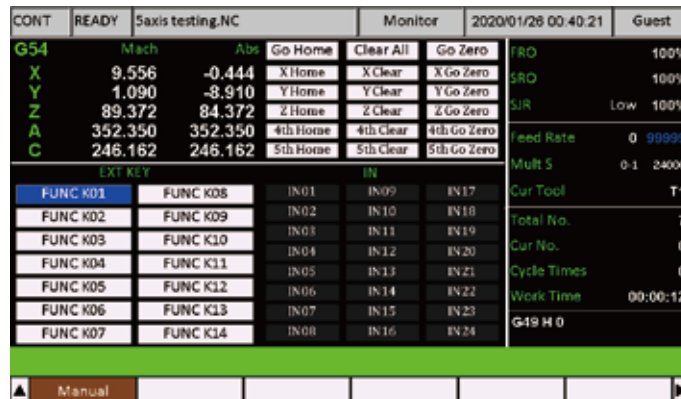 CONT READY 5axis testing.NC Monitor 2020/01/26 00.40:21 Guest
G54 Mach Abs Go Home Clear All Go Zero
X 9.556 -0.444 X Home X Clear X Go Zero
Y 1.090 -8.910 Y Home Y Clear Y Go Zero
Z 89.372 84.372 Z Home Z Clear Z Go Zero
A 352.350 352.350 4th Home 4th Clear 4th Go Zero
C 246.162 246.162 5th Home 5th Clear 5th Go Zero
EXT KEY IN
FUNC K01 FUNC K08 IN01 IN09 IN17
FUNC K02 FUNC K09 IN02 IN10 IN18
FUNC K03 FUNC K10 IN03 IN11 IN19
FUNC K04 FUNC K11 IN04 IN12 IN20
FUNC K05 FUNC K12 IN05 IN13 IN21
FUNC K06 FUNC K13 IN06 IN14 IN22
FUNC K07 FUNC K14 IN07 IN15 IN23
IN08 IN16 IN24
FRO 100%
SRO 100%
SJR Low 100%
Feed Rate 0 99999
Mult S 0-1 24000
Cur Tool T
Total No.
Cur No.
Cycle Times
Work Time 00:00:12
G49 H 0
Manual